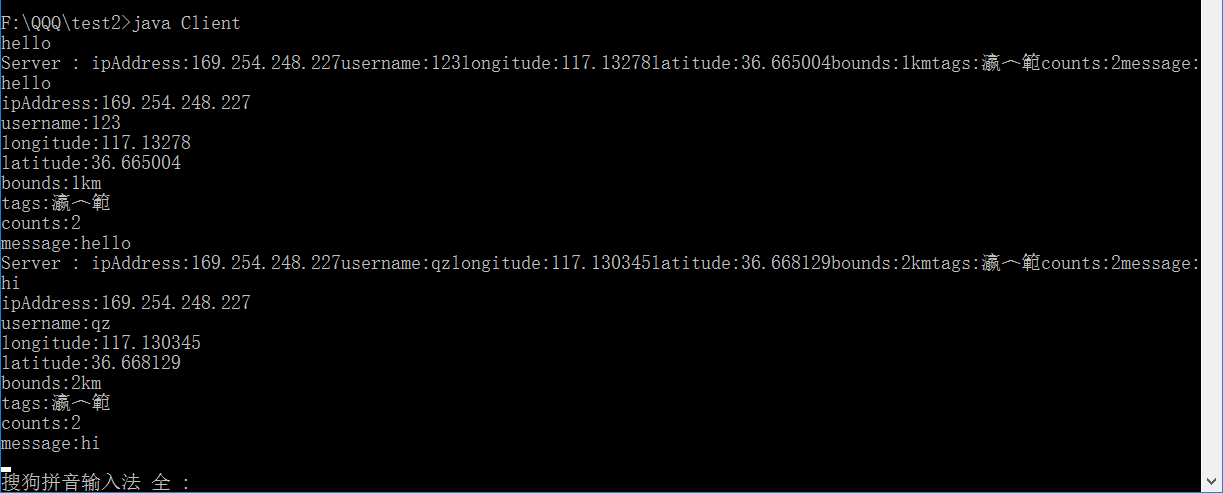 F:\QQQ\test2>java Client
hello
Server : ipAddress:169.254.248.227username:123longitude:117.13278latitude:36.665004bounds:1kmtags:瀛︿範counts:2message:
hello
ipAddress:169.254.248.227
username:123
longitude:117.13278
latitude:36.665004
bounds:1km
tags:瀛︿範
counts:2
message:hello
Server : ipAddress:169.254.248.227username:qzlongitude:117.130345latitude:36.668129bounds:2kmtags:瀛︿範counts:2message:
hi
ipAddress:169.254.248.227
username:qz
longitude:117.130345
latitude:36.668129
bounds:2km
tags:瀛︿範
counts:2
message:hi
搜狗拼音输入法 全 :